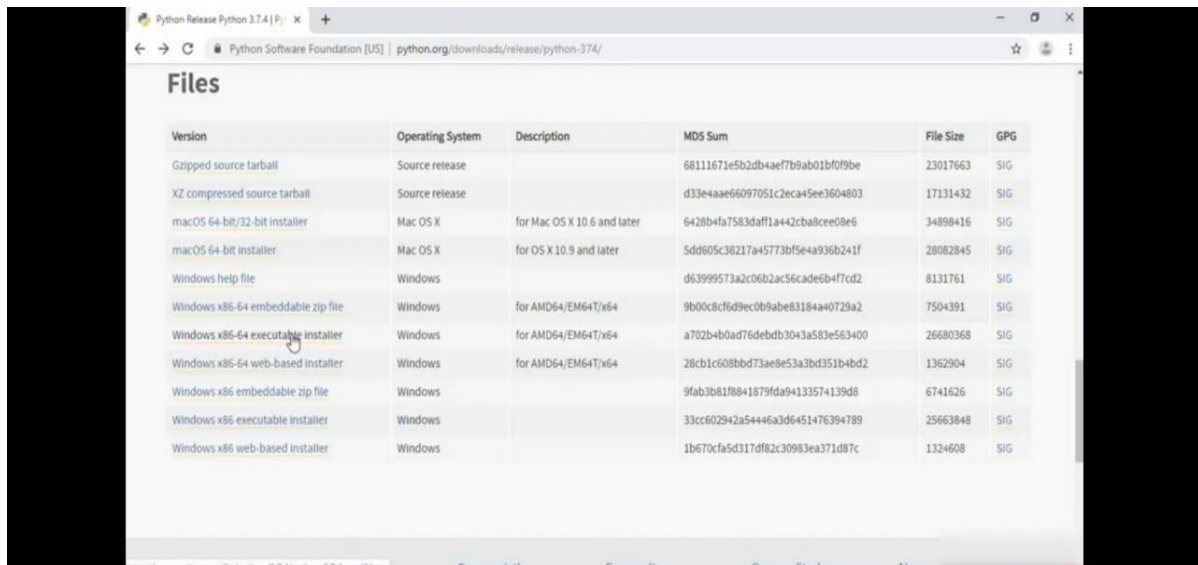 Python Release Python 3.7.4 | Py
Python Software Foundation [US] | python.org/downloads/release/python-374/
Files
Version Operating System Description MD5 Sum File Size GPG
Gzipped source tarball Source release 68111671e5b2db4aef7b9ab01bf0f9be 23017663 SIG
XZ compressed source tarball Source release d33e4aae66097051c2eca45ee3604803 17131432 SIG
macOS 64-bit/32-bit installer Mac OS X for Mac OS X 10.6 and later 6428b4fa7583daff1a442cba8cee08e6 34898416 SIG
macOS 64-bit installer Mac OS X for OS X 10.9 and later 5dd605c38217a45773bf5e4a936b241f 28082845 SIG
Windows help file Windows d63999573a2c06b2ac56cade6b4f7cd2 8131761 SIG
Windows x86-64 embeddable zip file Windows for AMD64/EM64T/x64 9b00c8cf6d9ec0b9abe83184a40729a2 7504391 SIG
Windows x86-64 executable installer Windows for AMD64/EM64T/x64 a702b4b0ad76debdb3043a583e563400 26680368 SIG
Windows x86-64 web-based installer Windows for AMD64/EM64T/x64 28cb1c608bbd73ae8e53a3bd351b4bd2 1362904 SIG
Windows x86 embeddable zip file Windows 9fab3b81f8841879fda94133574139d8 6741626 SIG
Windows x86 executable installer Windows 33cc602942a54446a3d6451476394789 25663848 SIG
Windows x86 web-based installer Windows 1b670cfa5d317df82c30983ea371d87c 1324608 SIG